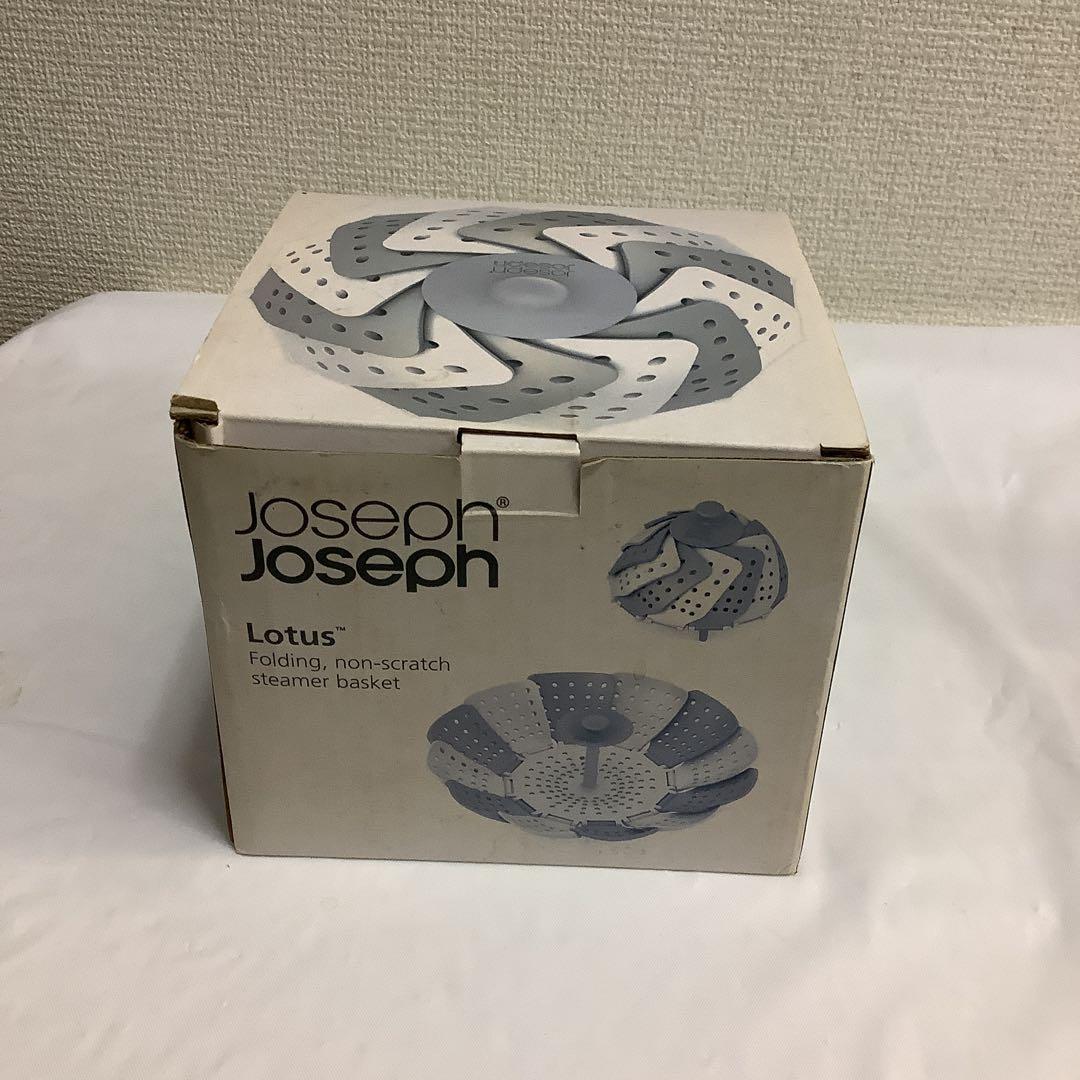 Joseph
Joseph
Joseph®
Joseph
Lotus™
Folding, non-scratch
steamer basket